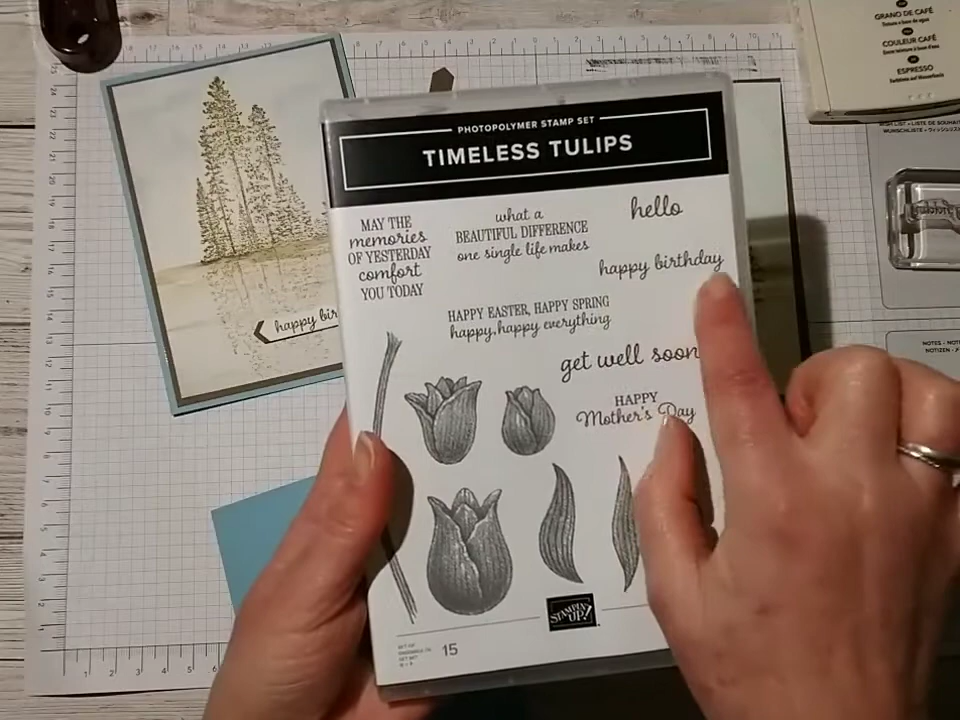 PHOTOPOLYMER STAMP SET
TIMELESS TULIPS
MAY THE
memories
OF YESTERDAY
comfort
YOU TODAY
what a
BEAUTIFUL DIFFERENCE
one single life makes
hello
happy birthday
HAPPY EASTER, HAPPY SPRING
happy, happy everything
get well soon
HAPPY
Mother's Day
STAMPIN' UP!
15
happy bir
GRANO DE CAFÉ
COULEUR CAFÉ
ESPRESSO